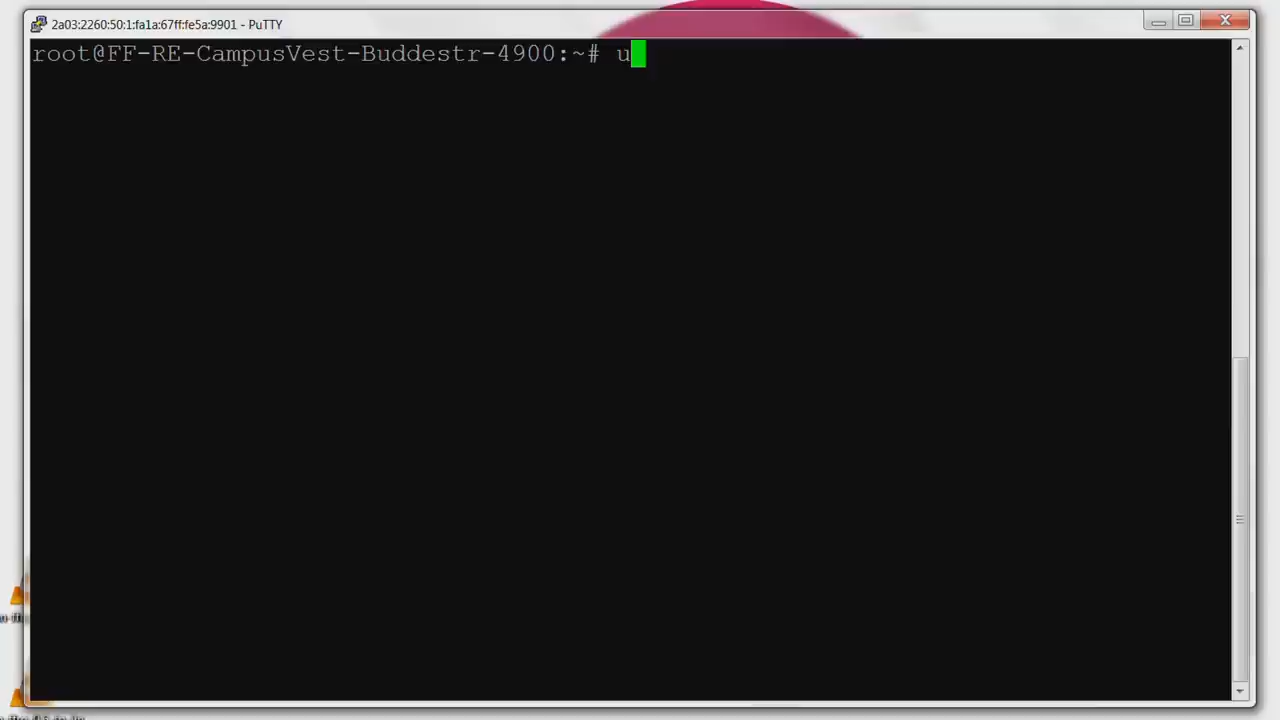 2a03:2260:50:1:fa1a:67ff:fe5a:9901 - PuTTY
root@FF-RE-CampusVest-Buddestr-4900:~# u